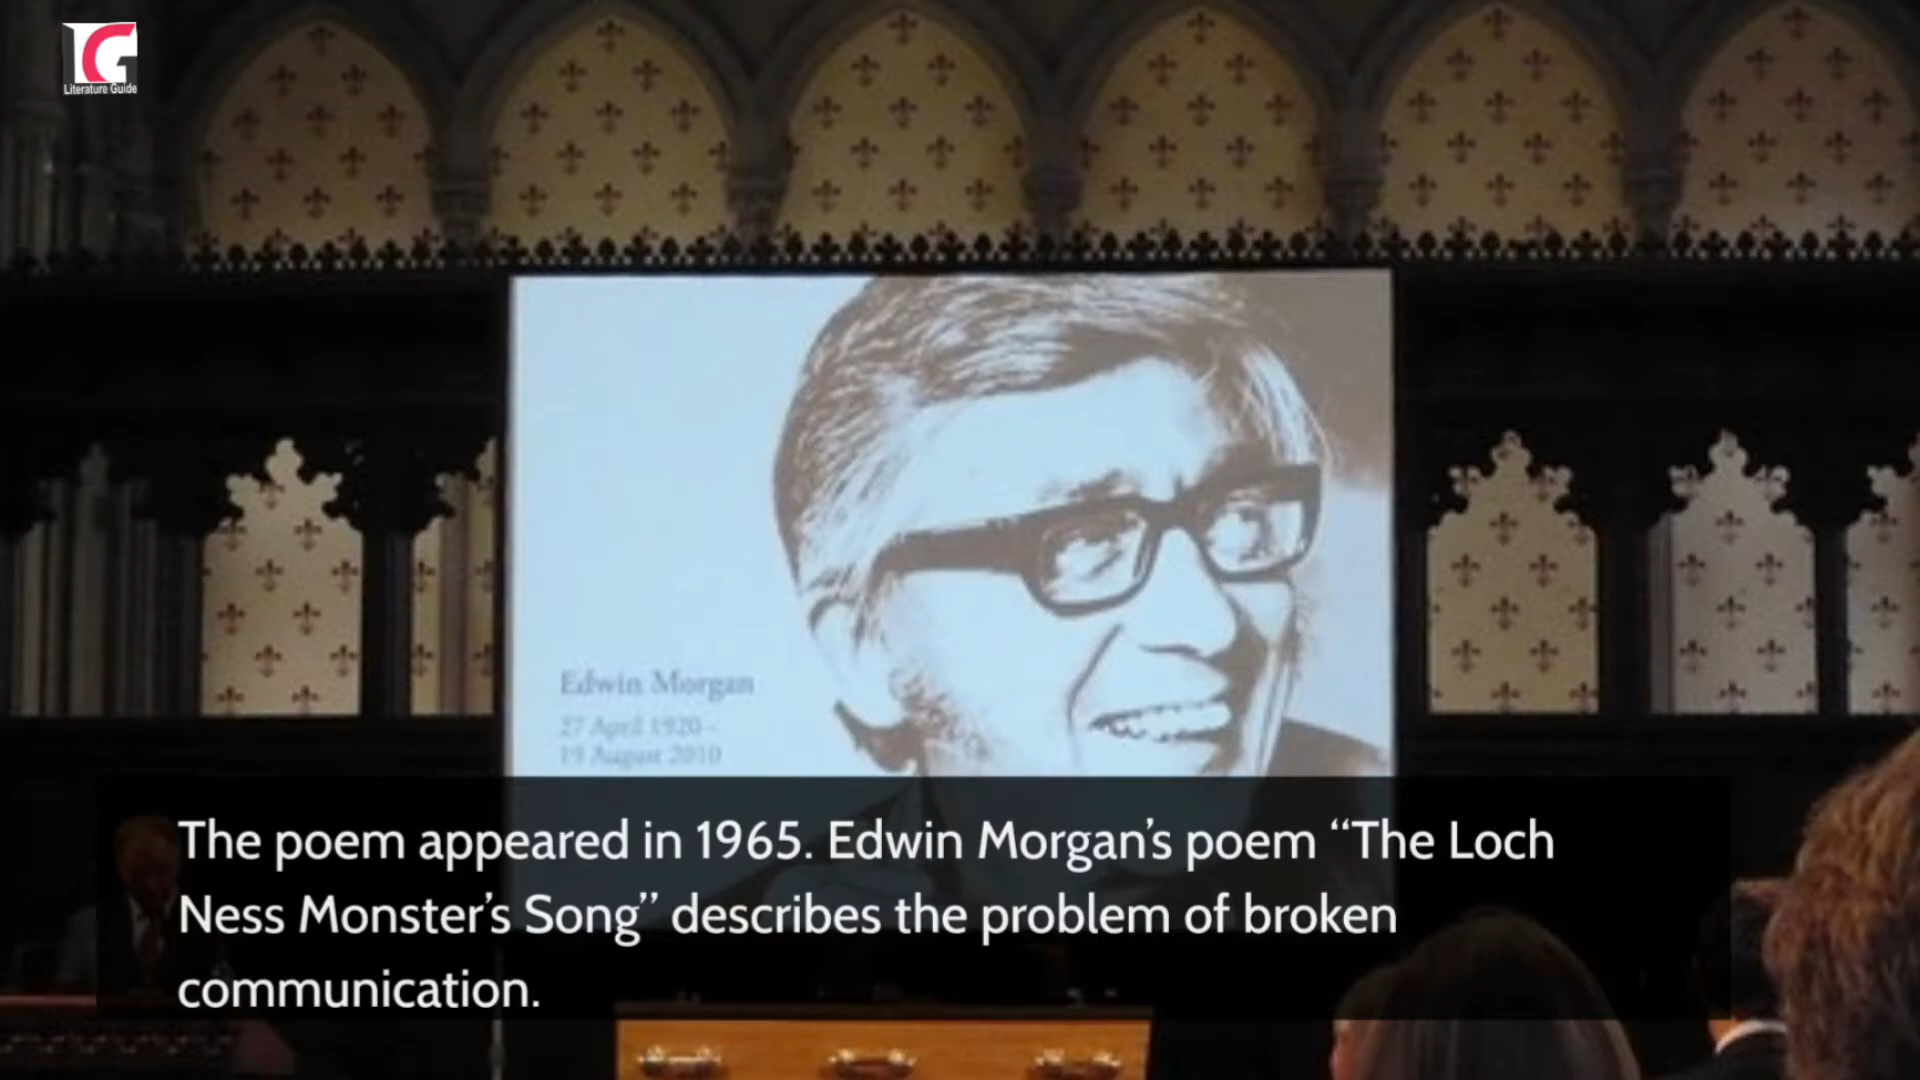 Literature Guide
Edwin Morgan
27 April 1920 -
19 August 2010
The poem appeared in 1965. Edwin Morgan’s poem “The Loch
Ness Monster’s Song” describes the problem of broken
communication.